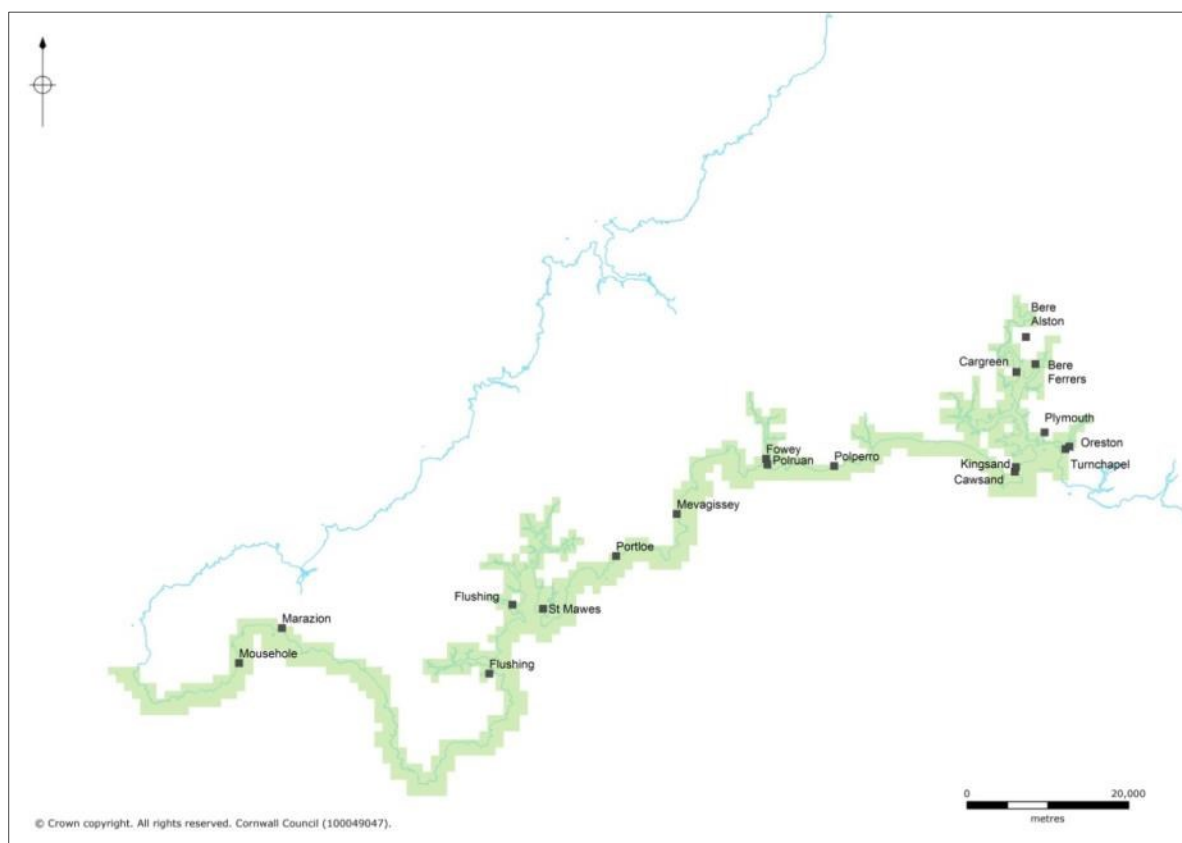 Bere
Alston
Cargreen
Bere
Ferrers
Plymouth
Oreston
Fowey
Polruan
Polperro
Kingsand
Turnchapel
Cawsand
Mevagissey
Portloe
Flushing
St Mawes
Marazion
Mousehole
Flushing
0
20,000
metres
© Crown copyright. All rights reserved. Cornwall Council (100049047).